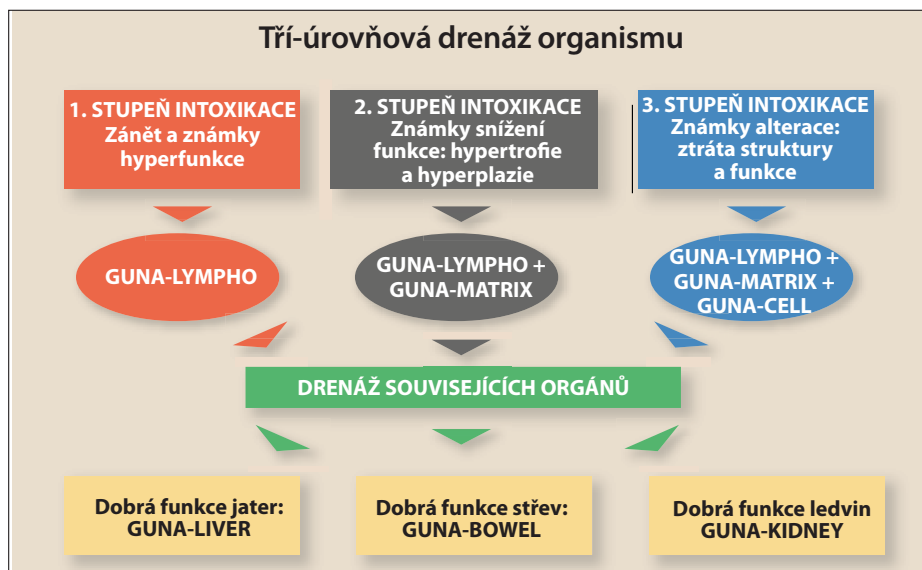 Tří-úrovňová drenáž organismu
1. STUPEŇ INTOXIKACE
Zánět a známky
hyperfunkce
2. STUPEŇ INTOXIKACE
Známky snížení
funkce: hypertrofie
a hyperplazie
3. STUPEŇ INTOXIKACE
Známky alterace:
ztráta struktury
a funkce
GUNA-LYMPHO
GUNA-LYMPHO +
GUNA-MATRIX
GUNA-LYMPHO +
GUNA-MATRIX +
GUNA-CELL
DRENÁŽ SOUVISEJÍCÍCH ORGÁNŮ
Dobrá funkce jater:
GUNA-LIVER
Dobrá funkce střev:
GUNA-BOWEL
Dobrá funkce ledvin
GUNA-KIDNEY